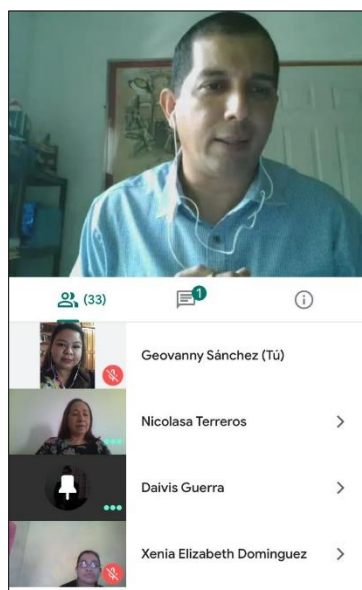 (33)
1
Geovanny Sánchez (Tú)
Nicolasa Terreros
Daivis Guerra
Xenia Elizabeth Dominguez